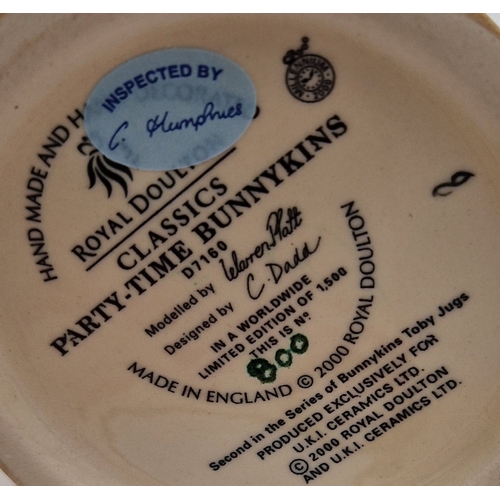 INSPECTED BY
C. Humphries
MILLENNIUM
HAND MADE AND
ROYAL DOULTON
CLASSICS
PARTY-TIME BUNNYKINS
D7160
Modelled by Warren Platt
Designed by C. Dadd
IN A WORLDWIDE
LIMITED EDITION OF 1,500
THIS IS Nº
800
MADE IN ENGLAND © 2000 ROYAL DOULTON
Second in the Series of Bunnykins Toby Jugs
PRODUCED EXCLUSIVELY FOR
U.K.I. CERAMICS LTD.
© 2000 ROYAL DOULTON
AND U.K.I. CERAMICS LTD.